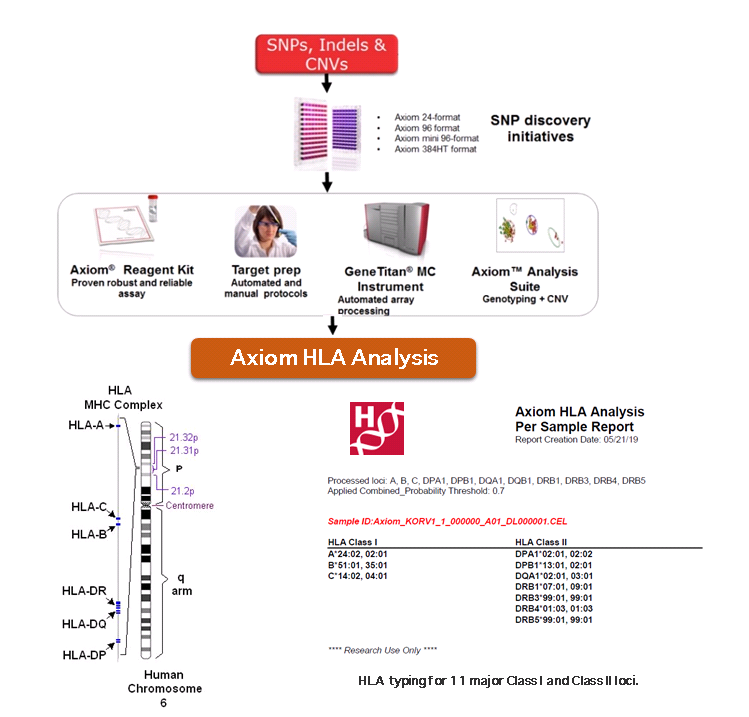 SNPs, Indels &
CNVs
• Axiom 24-format
• Axiom 96 format
• Axiom mini 96-format
• Axiom 384HT format
SNP discovery
initiatives
Axiom® Reagent Kit
Proven robust and reliable
assay
Target prep
Automated and
manual protocols
GeneTitan® MC
Instrument
Automated array
processing
Axiom™ Analysis
Suite
Genotyping + CNV
Axiom HLA Analysis
HLA
MHC Complex
HLA-A
HLA-C
HLA-B
HLA-DR
HLA-DQ
HLA-DP
21.32p
21.31p
P
21.2p
Centromere
q
arm
Human
Chromosome
6
H
Axiom HLA Analysis
Per Sample Report
Report Creation Date: 05/21/19
Processed loci: A, B, C, DPA1, DPB1, DQA1, DQB1, DRB1, DRB3, DRB4, DRB5
Applied Combined_Probability Threshold: 0.7
Sample ID:Axiom_KORV1_1_000000_A01_DL000001.CEL
HLA Class I
A*24:02, 02:01
B*51:01, 35:01
C*14:02, 04:01
HLA Class II
DPA1*02:01, 02:02
DPB1*13:01, 02:01
DQA1*02:01, 03:01
DRB1*07:01, 09:01
DRB3*99:01, 99:01
DRB4*01:03, 01:03
DRB5*99:01, 99:01
**** Research Use Only ****
HLA typing for 11 major Class I and Class II loci.